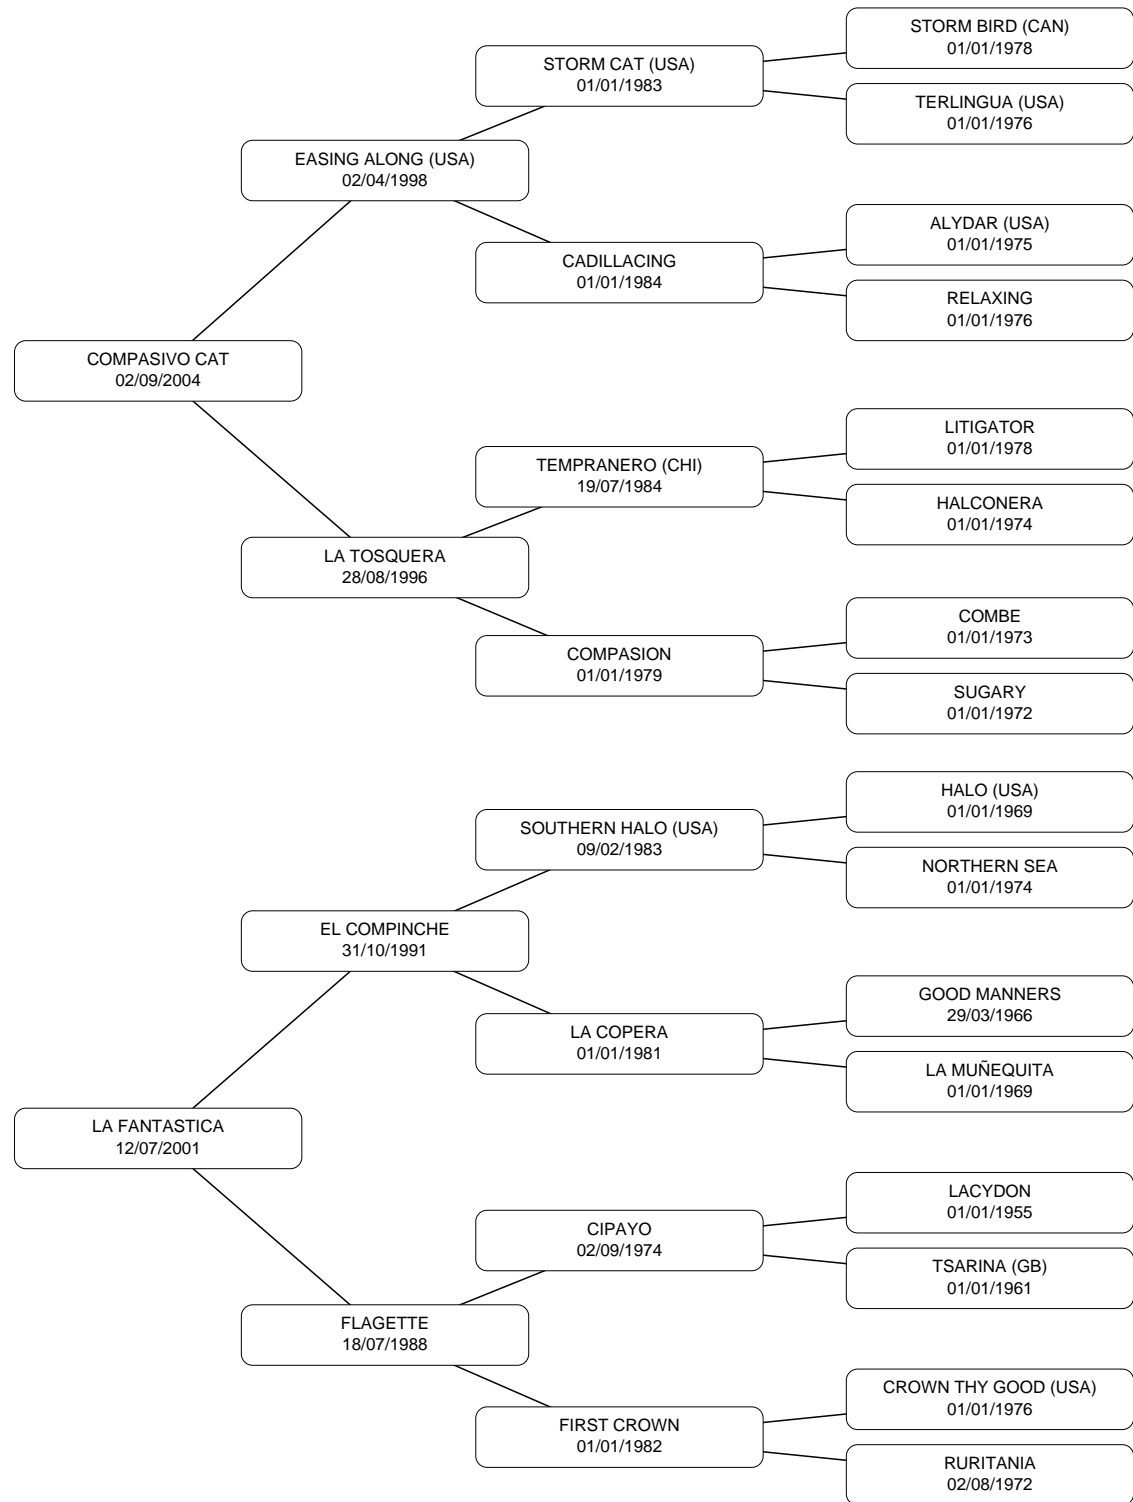 STORM BIRD (CAN)
01/01/1978
STORM CAT (USA)
01/01/1983
TERLINGUA (USA)
01/01/1976
EASING ALONG (USA)
02/04/1998
ALYDAR (USA)
01/01/1975
CADILLACING
01/01/1984
RELAXING
01/01/1976
COMPASIVO CAT
02/09/2004
LITIGATOR
01/01/1978
TEMPRANERO (CHI)
19/07/1984
HALCONERA
01/01/1974
LA TOSQUERA
28/08/1996
COMBE
01/01/1973
COMPASION
01/01/1979
SUGARY
01/01/1972
HALO (USA)
01/01/1969
SOUTHERN HALO (USA)
09/02/1983
NORTHERN SEA
01/01/1974
EL COMPINCHE
31/10/1991
GOOD MANNERS
29/03/1966
LA COPERA
01/01/1981
LA MUÑEQUITA
01/01/1969
LA FANTASTICA
12/07/2001
LACYDON
01/01/1955
CIPAYO
02/09/1974
TSARINA (GB)
01/01/1961
FLAGETTE
18/07/1988
CROWN THY GOOD (USA)
01/01/1976
FIRST CROWN
01/01/1982
RURITANIA
02/08/1972